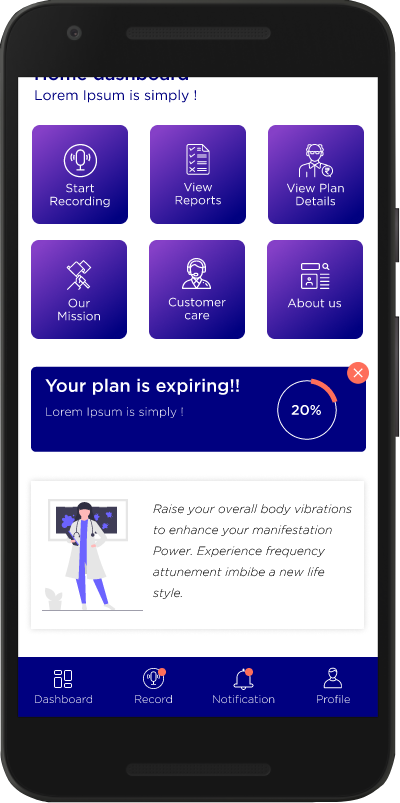 Home dashboard
Lorem Ipsum is simply !
Start
Recording
View
Reports
View Plan
Details
Our
Mission
Customer
care
About us
Your plan is expiring!!
Lorem Ipsum is simply !
20%
Raise your overall body vibrations
to enhance your manifestation
Power. Experience frequency
attunement imbibe a new life
style.
Dashboard
Record
Notification
Profile